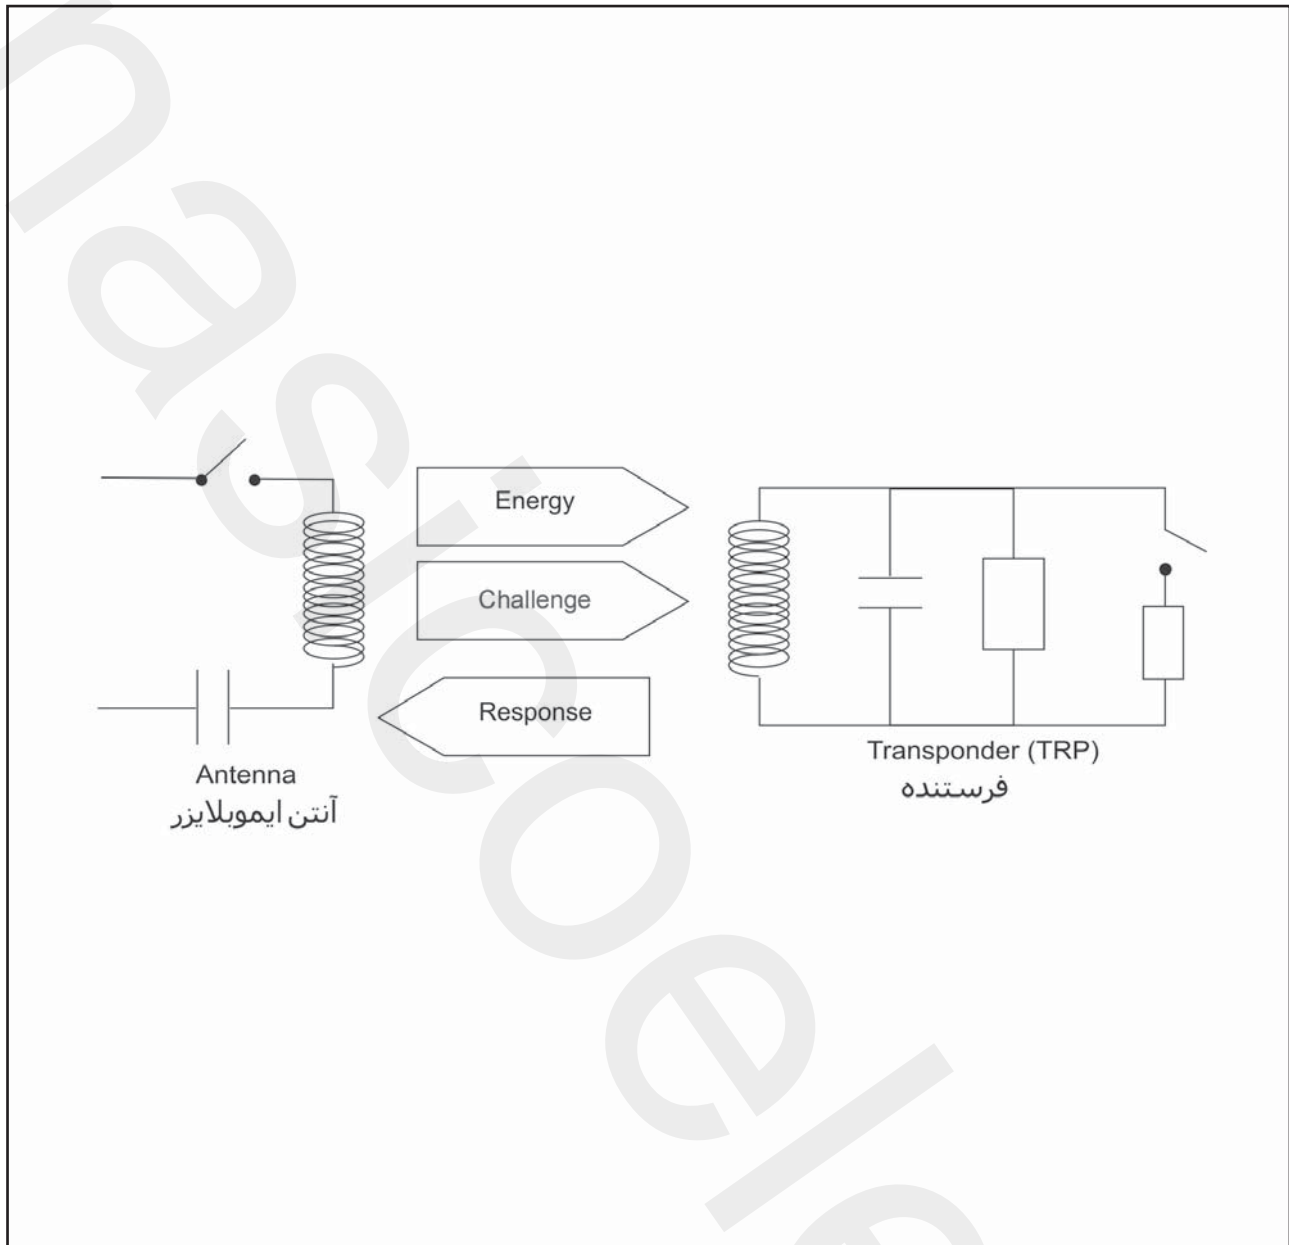 Energy
Challenge
Response
Antenna
آنتن ایموبلایزر
Transponder (TRP)
فرستنده